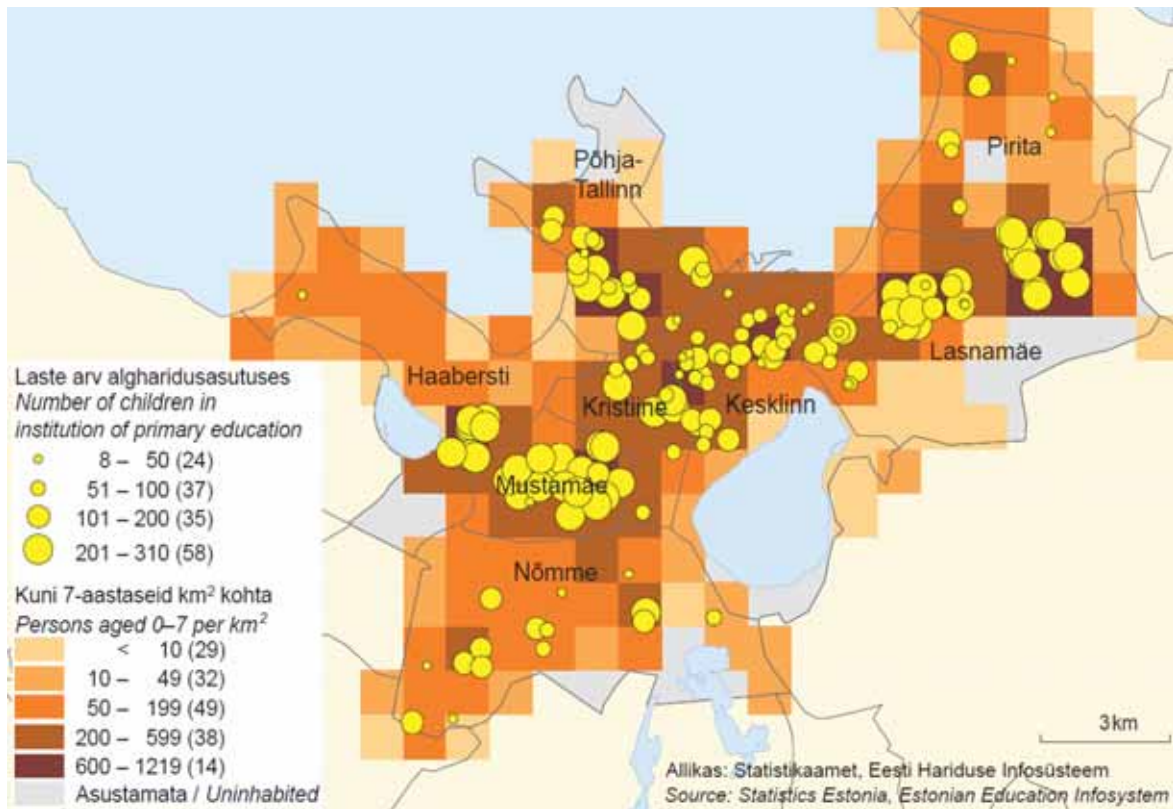 Põhja-
Tallinn
Pirita
Lasnamäe
Haabersti
Kristiine
Kesklinn
Mustamäe
Nõmme
Laste arv algharidusasutuses
Number of children in
institution of primary education
8 – 50 (24)
51 – 100 (37)
101 – 200 (35)
201 – 310 (58)
Kuni 7-aastaseid km² kohta
Persons aged 0–7 per km²
< 10 (29)
10 – 49 (32)
50 – 199 (49)
200 – 599 (38)
600 – 1219 (14)
Asustamata / Uninhabited
3 km
Allikas: Statistikaamet, Eesti Hariduse Infosüsteem
Source: Statistics Estonia, Estonian Education Infosystem